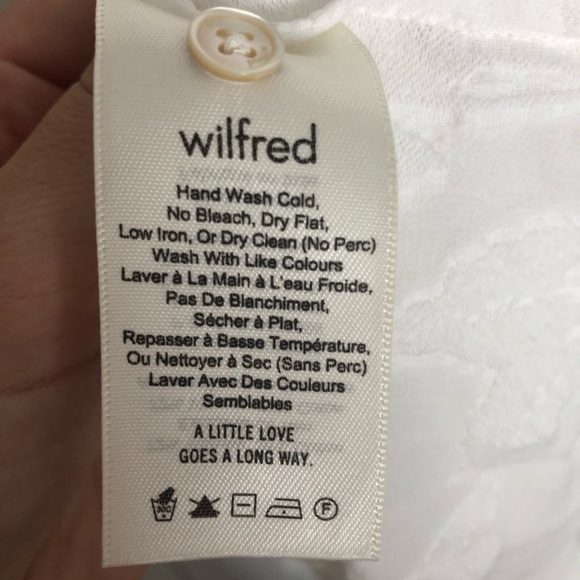 wilfred
Hand Wash Cold,
No Bleach, Dry Flat,
Low Iron, Or Dry Clean (No Perc)
Wash With Like Colours
Laver à La Main à L'eau Froide,
Pas De Blanchiment,
Sécher à Plat,
Repasser à Basse Température,
Ou Nettoyer à Sec (Sans Perc)
Laver Avec Des Couleurs
Semblables
A LITTLE LOVE
GOES A LONG WAY.
30C F